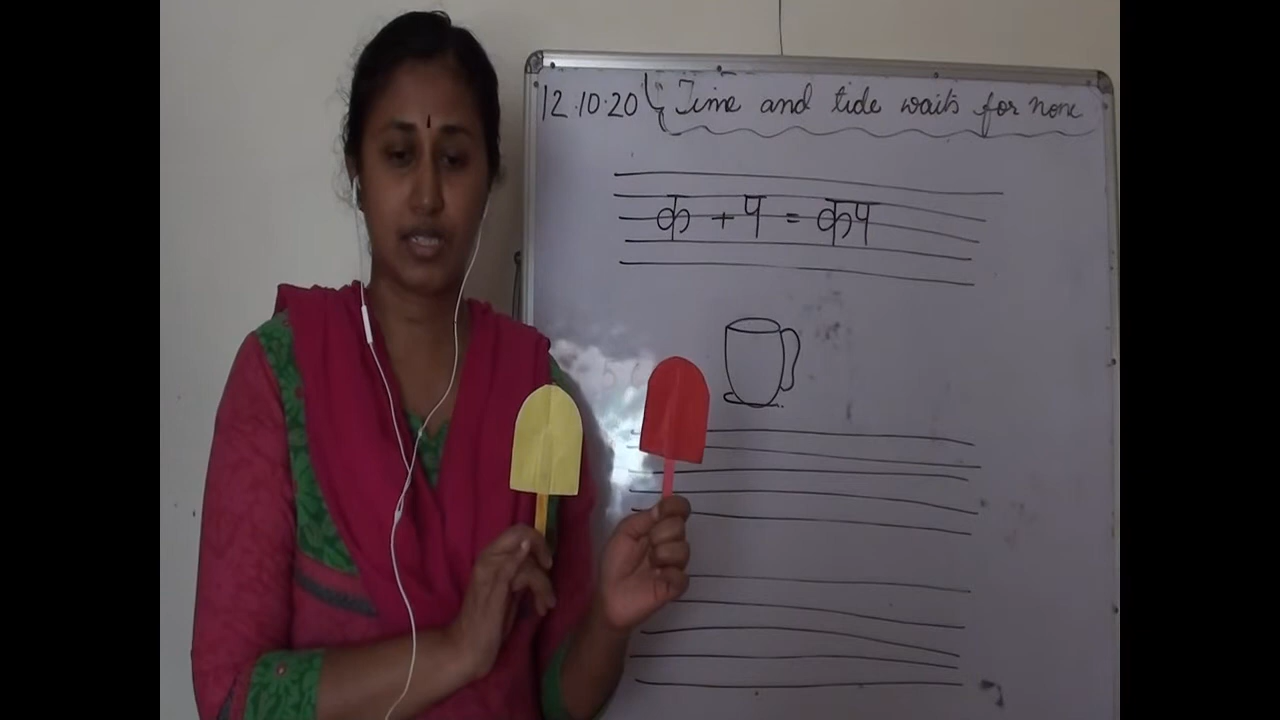 12.10.20 { Time and tide waits for none
क + प = कप